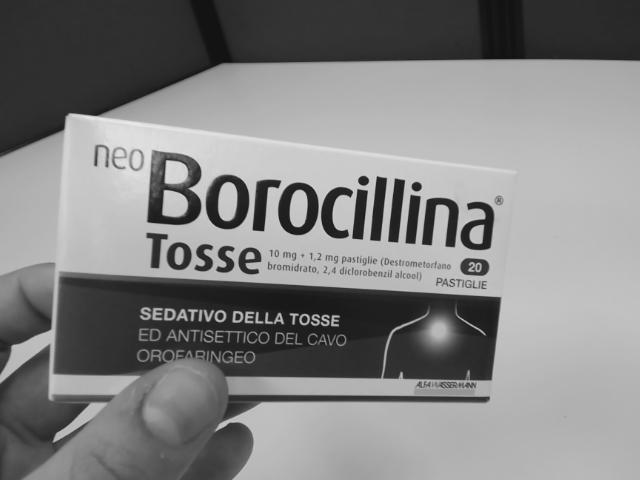 neo Borocillina®
Tosse
10 mg + 1,2 mg pastiglie (Destrometorfano
bromidrato, 2,4 diclorobenzil alcool)
20
PASTIGLIE
SEDATIVO DELLA TOSSE
ED ANTISETTICO DEL CAVO
OROFARINGEO
ALFA WASSERMANN